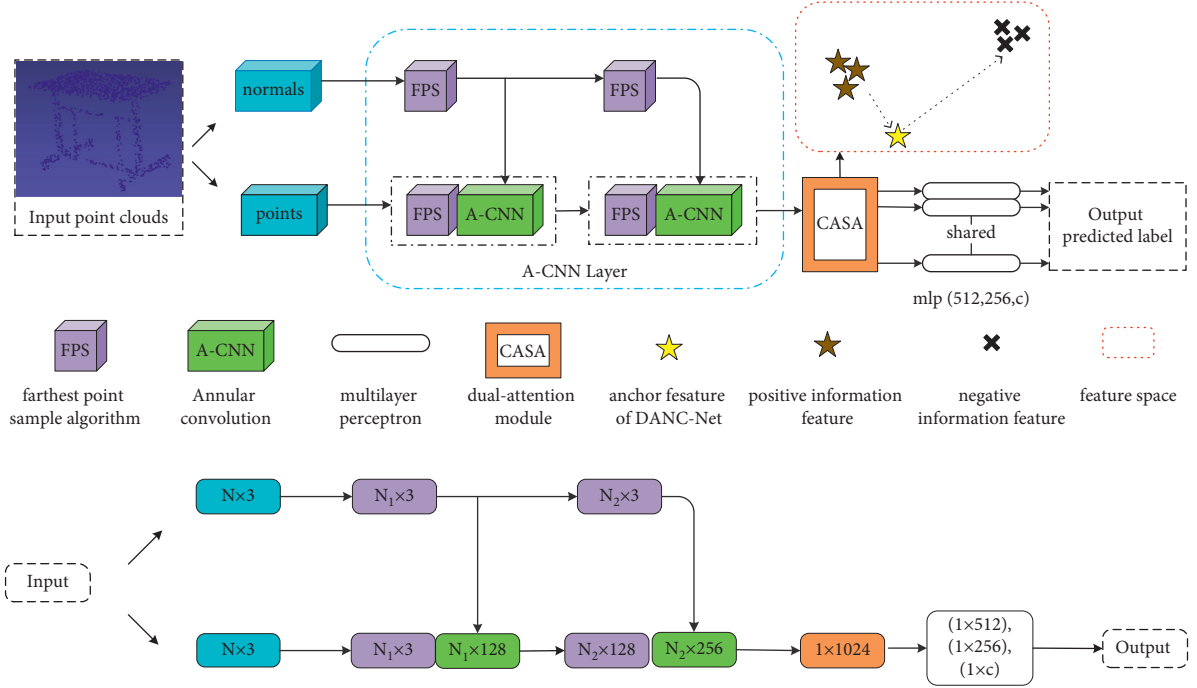 Input point clouds
normals
points
FPS
FPS
FPS
A-CNN
FPS
A-CNN
A-CNN Layer
CASA
shared
mlp (512,256,c)
Output
predicted label
FPS
farthest point
sample algorithm
A-CNN
Annular
convolution
multilayer
perceptron
CASA
dual-attention
module
anchor fesature
of DANC-Net
positive information
feature
negative
information feature
feature space
Input
N×3
N₁×3
N₂×3
N×3
N₁×3
N₁×128
N₂×128
N₂×256
1×1024
(1×512),
(1×256),
(1×c)
Output